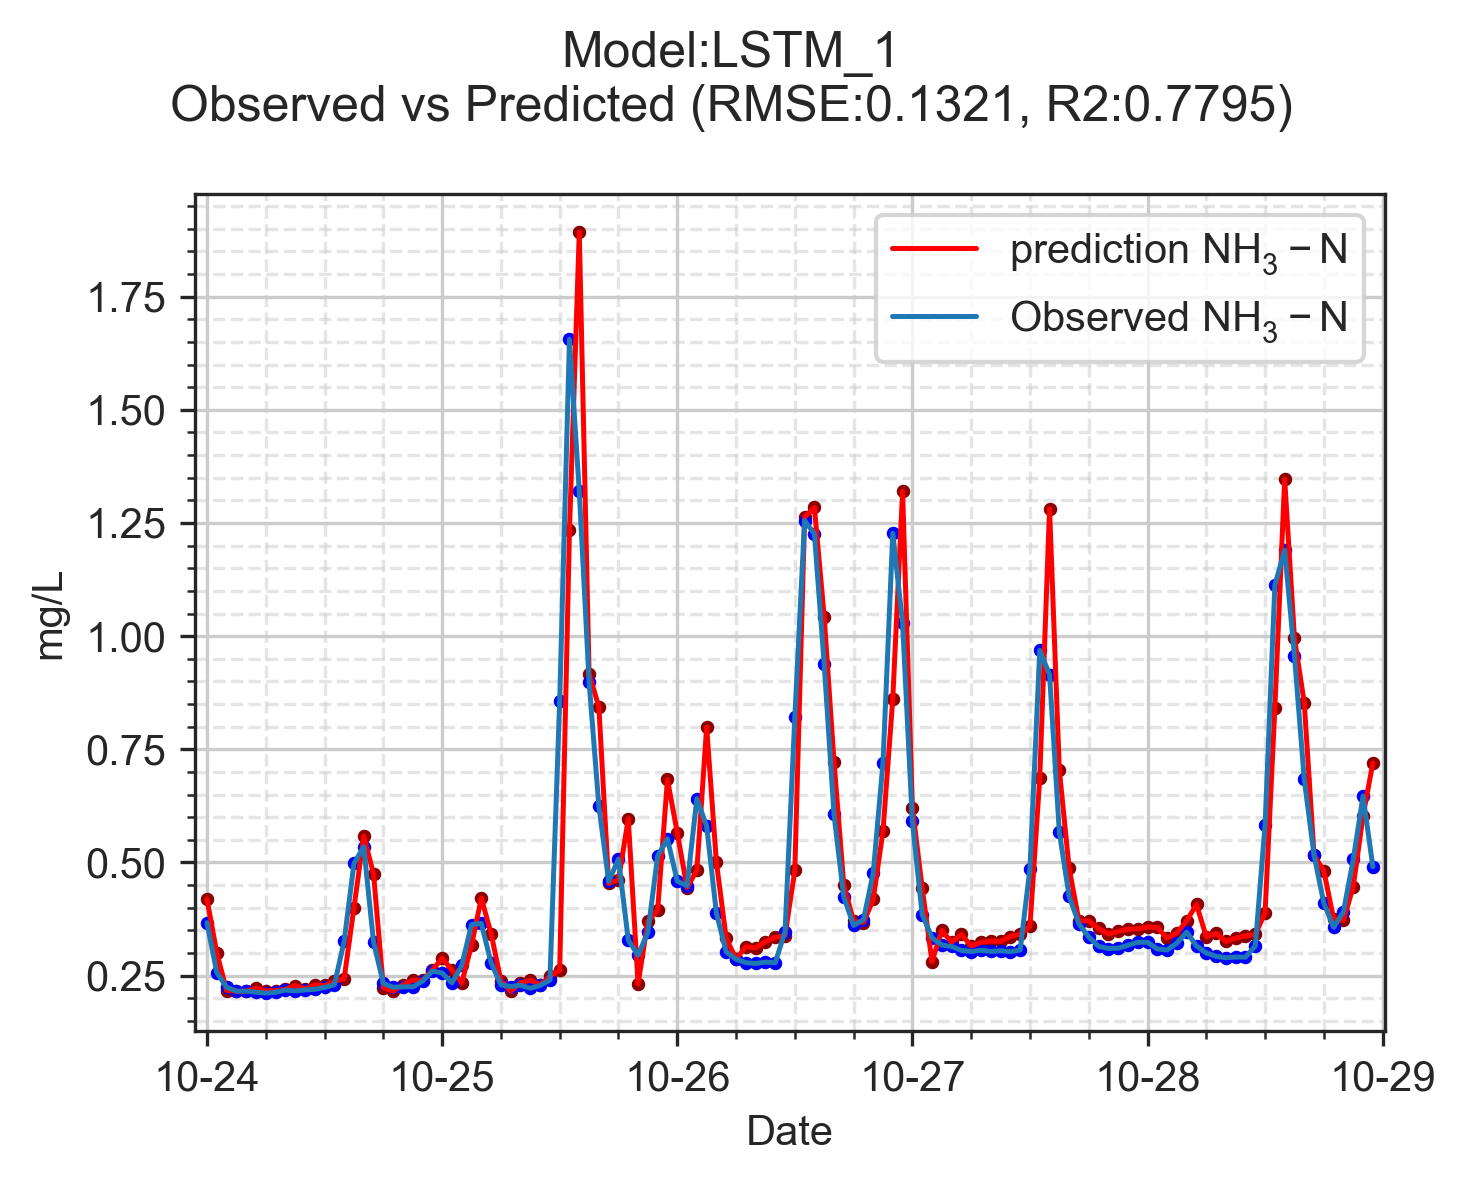 Model:LSTM_1
Observed vs Predicted (RMSE:0.1321, R2:0.7795)
prediction NH₃ − N
Observed NH₃ − N
mg/L
1.75
1.50
1.25
1.00
0.75
0.50
0.25
10-24 10-25 10-26 10-27 10-28 10-29
Date